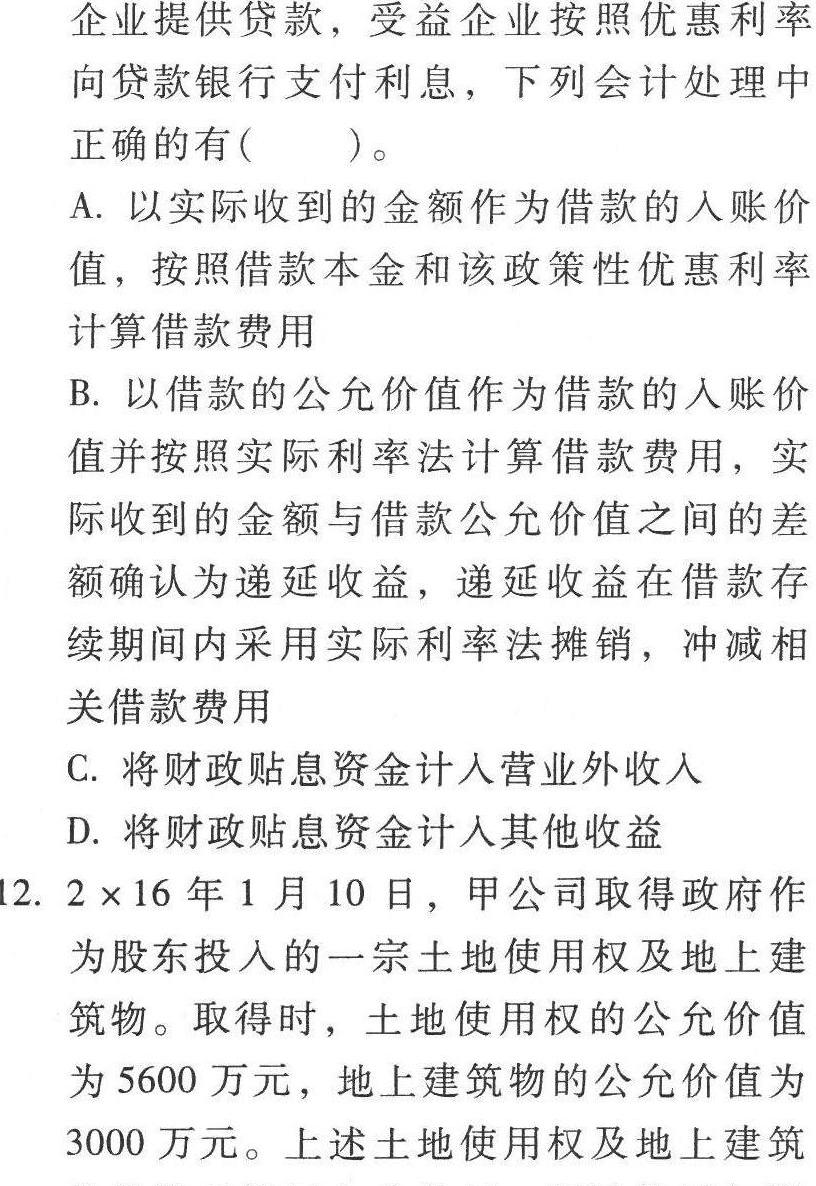 企业提供贷款，受益企业按照优惠利率
向贷款银行支付利息，下列会计处理中
正确的有(　　)。
A. 以实际收到的金额作为借款的入账价
值，按照借款本金和该政策性优惠利率
计算借款费用
B. 以借款的公允价值作为借款的入账价
值并按照实际利率法计算借款费用，实
际收到的金额与借款公允价值之间的差
额确认为递延收益，递延收益在借款存
续期间内采用实际利率法摊销，冲减相
关借款费用
C. 将财政贴息资金计入营业外收入
D. 将财政贴息资金计入其他收益
12. 2×16 年 1 月 10 日，甲公司取得政府作
为股东投入的一宗土地使用权及地上建
筑物。取得时，土地使用权的公允价值
为 5600 万元，地上建筑物的公允价值为
3000 万元。上述土地使用权及地上建筑